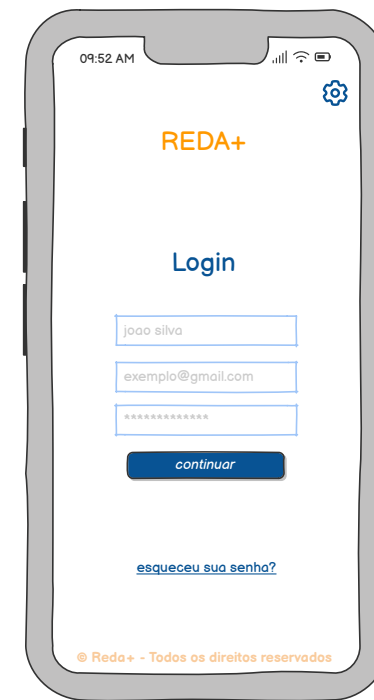 09:52 AM
REDA+
Login
joao silva
exemplo@gmail.com
*************
continuar
esqueceu sua senha?
© Reda+ - Todos os direitos reservados